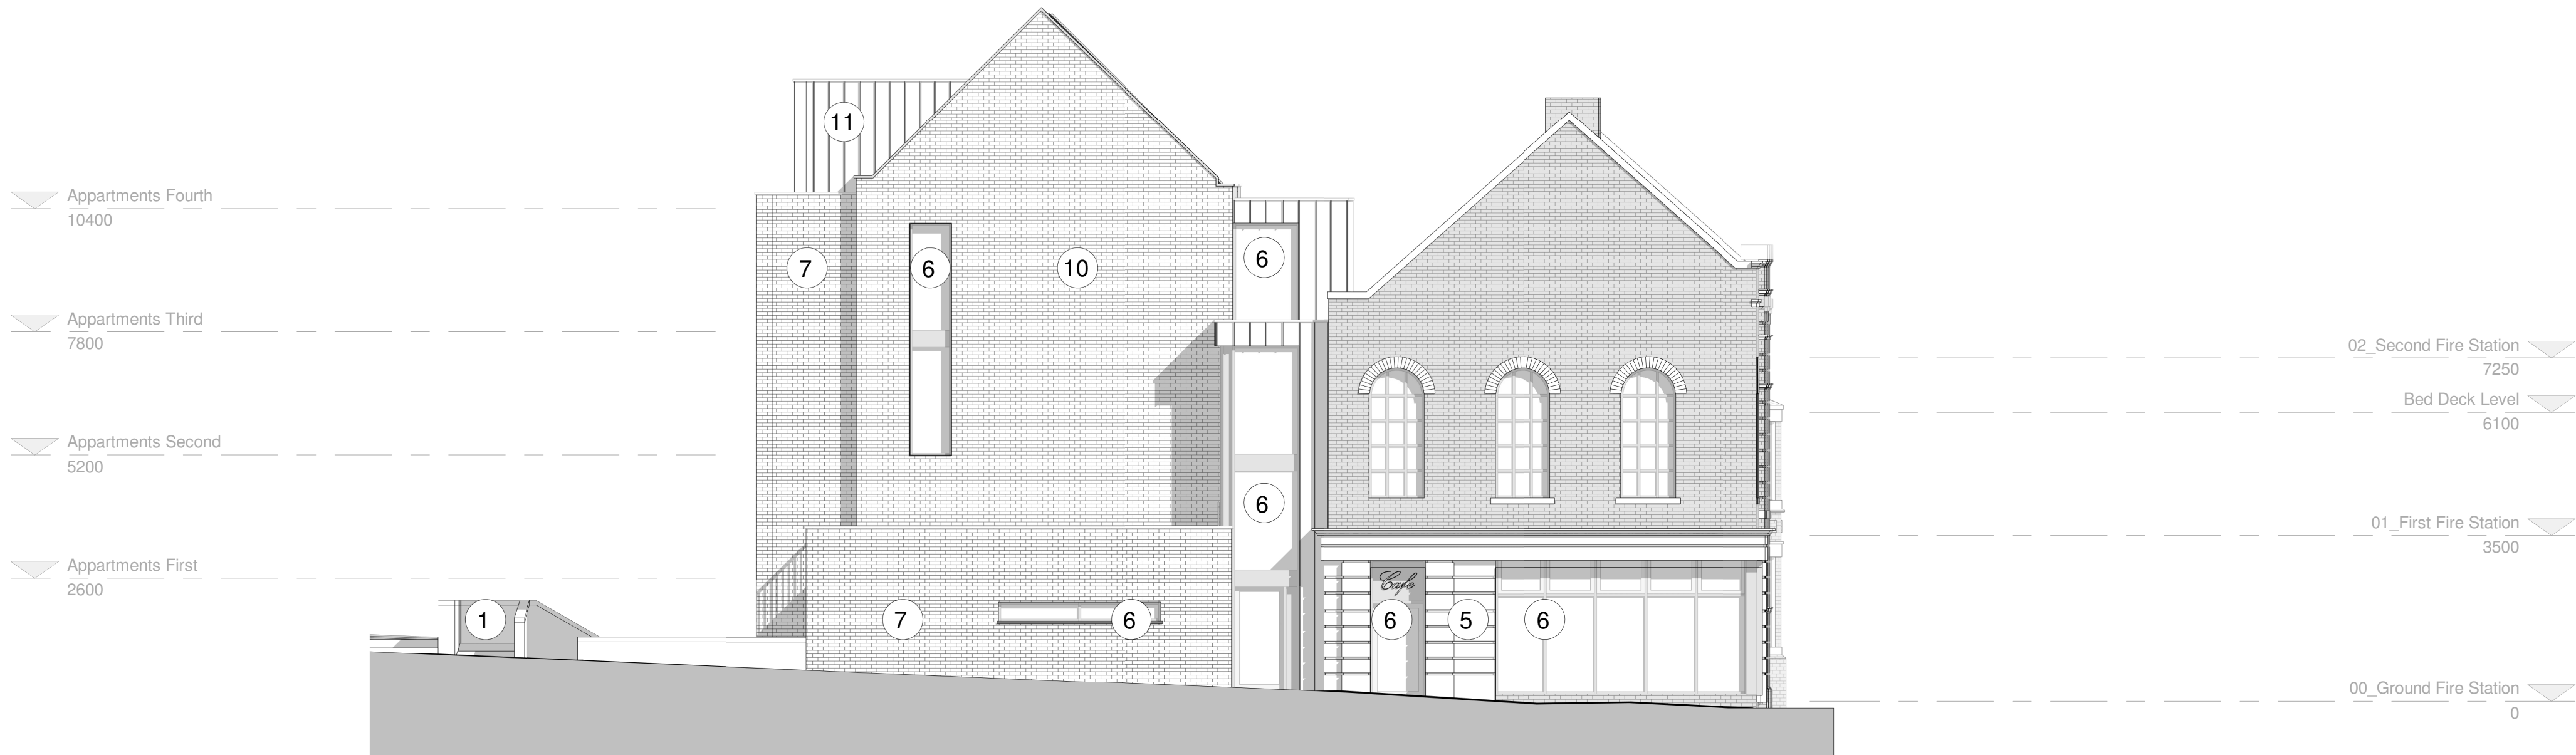 11
Appartments Fourth
10400
7
6
10
6
Appartments Third
7800
02_Second Fire Station
7250
Bed Deck Level
6100
Appartments Second
5200
6
01_First Fire Station
3500
Appartments First
2600
Cafe
1
7
6
6
5
6
00_Ground Fire Station
0